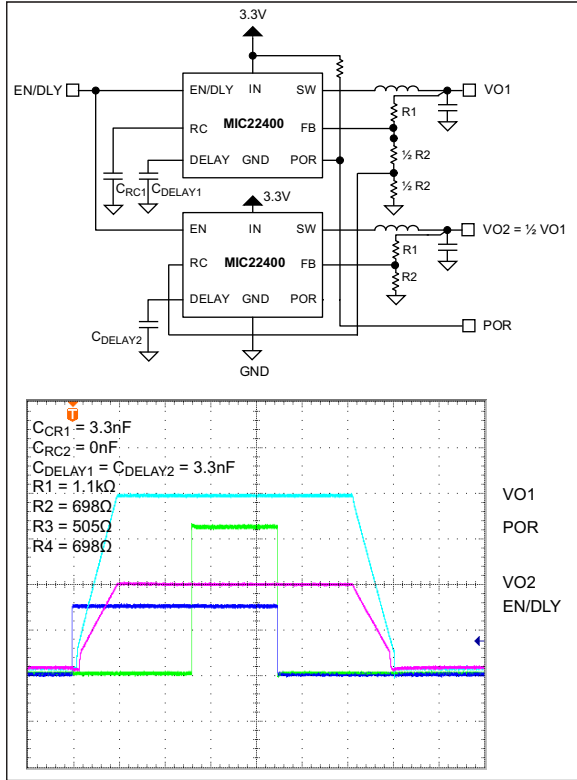 3.3V
EN/DLY
EN/DLY IN SW
VO1
R1
RC FB
MIC22400
½ R2
DELAY GND POR
½ R2
CRC1 CDELAY1
3.3V
EN IN SW
VO2 = ½ VO1
R1
RC FB
MIC22400
R2
DELAY GND POR
CDELAY2
POR
GND
T
CCR1 = 3.3nF
CRC2 = 0nF
CDELAY1 = CDELAY2 = 3.3nF
R1 = 1.1kΩ
R2 = 698Ω
R3 = 505Ω
R4 = 698Ω
VO1
POR
VO2
EN/DLY